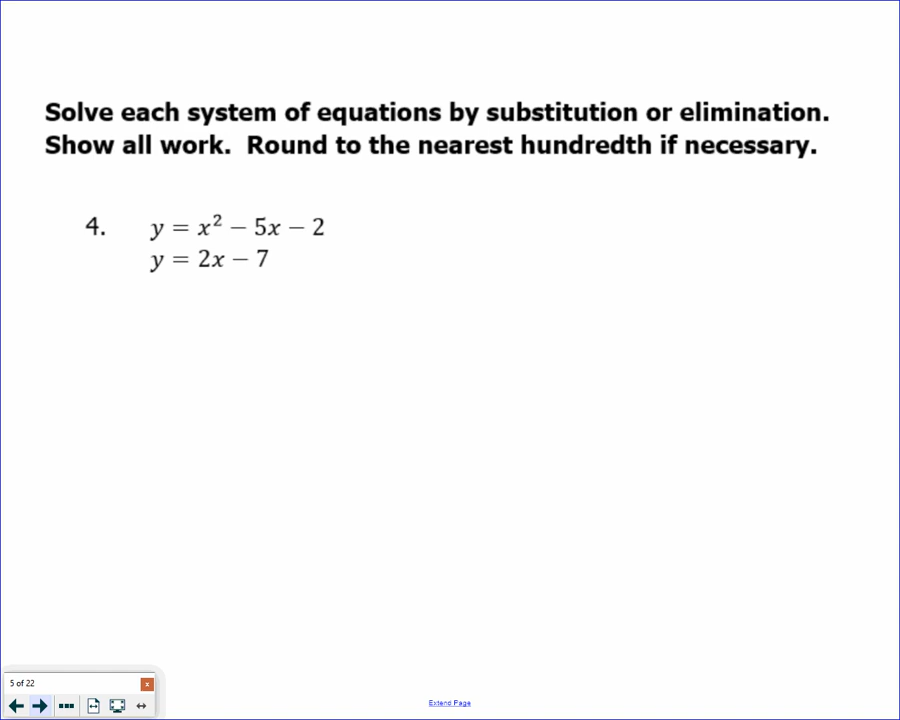 Solve each system of equations by substitution or elimination.
Show all work.  Round to the nearest hundredth if necessary.
4. y = x² − 5x − 2
y = 2x − 7
5 of 22
x
Extend Page